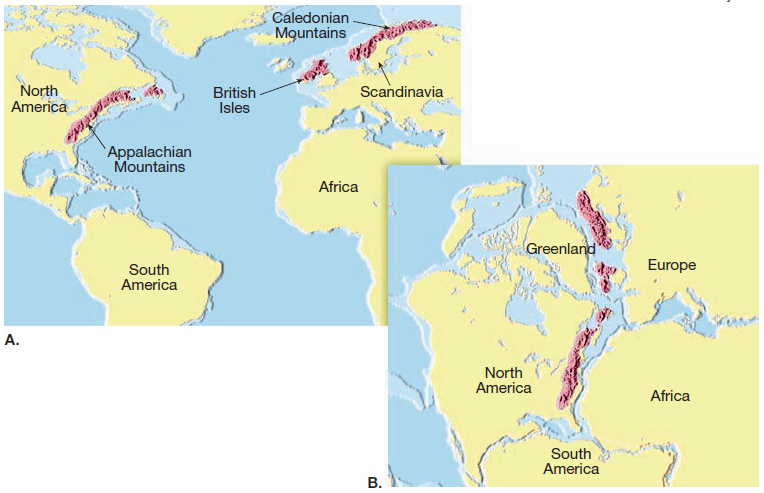 Caledonian
Mountains
North
America
British
Isles
Scandinavia
Appalachian
Mountains
Africa
South
America
A.
Greenland
Europe
North
America
Africa
South
America
B.